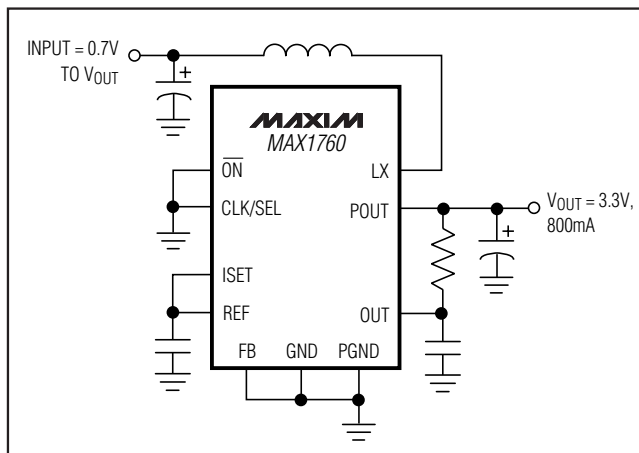 INPUT = 0.7V
TO VOUT
+
MAXIM
MAX1760
ON
LX
CLK/SEL
POUT
VOUT = 3.3V,
800mA
+
ISET
REF
OUT
FB GND PGND